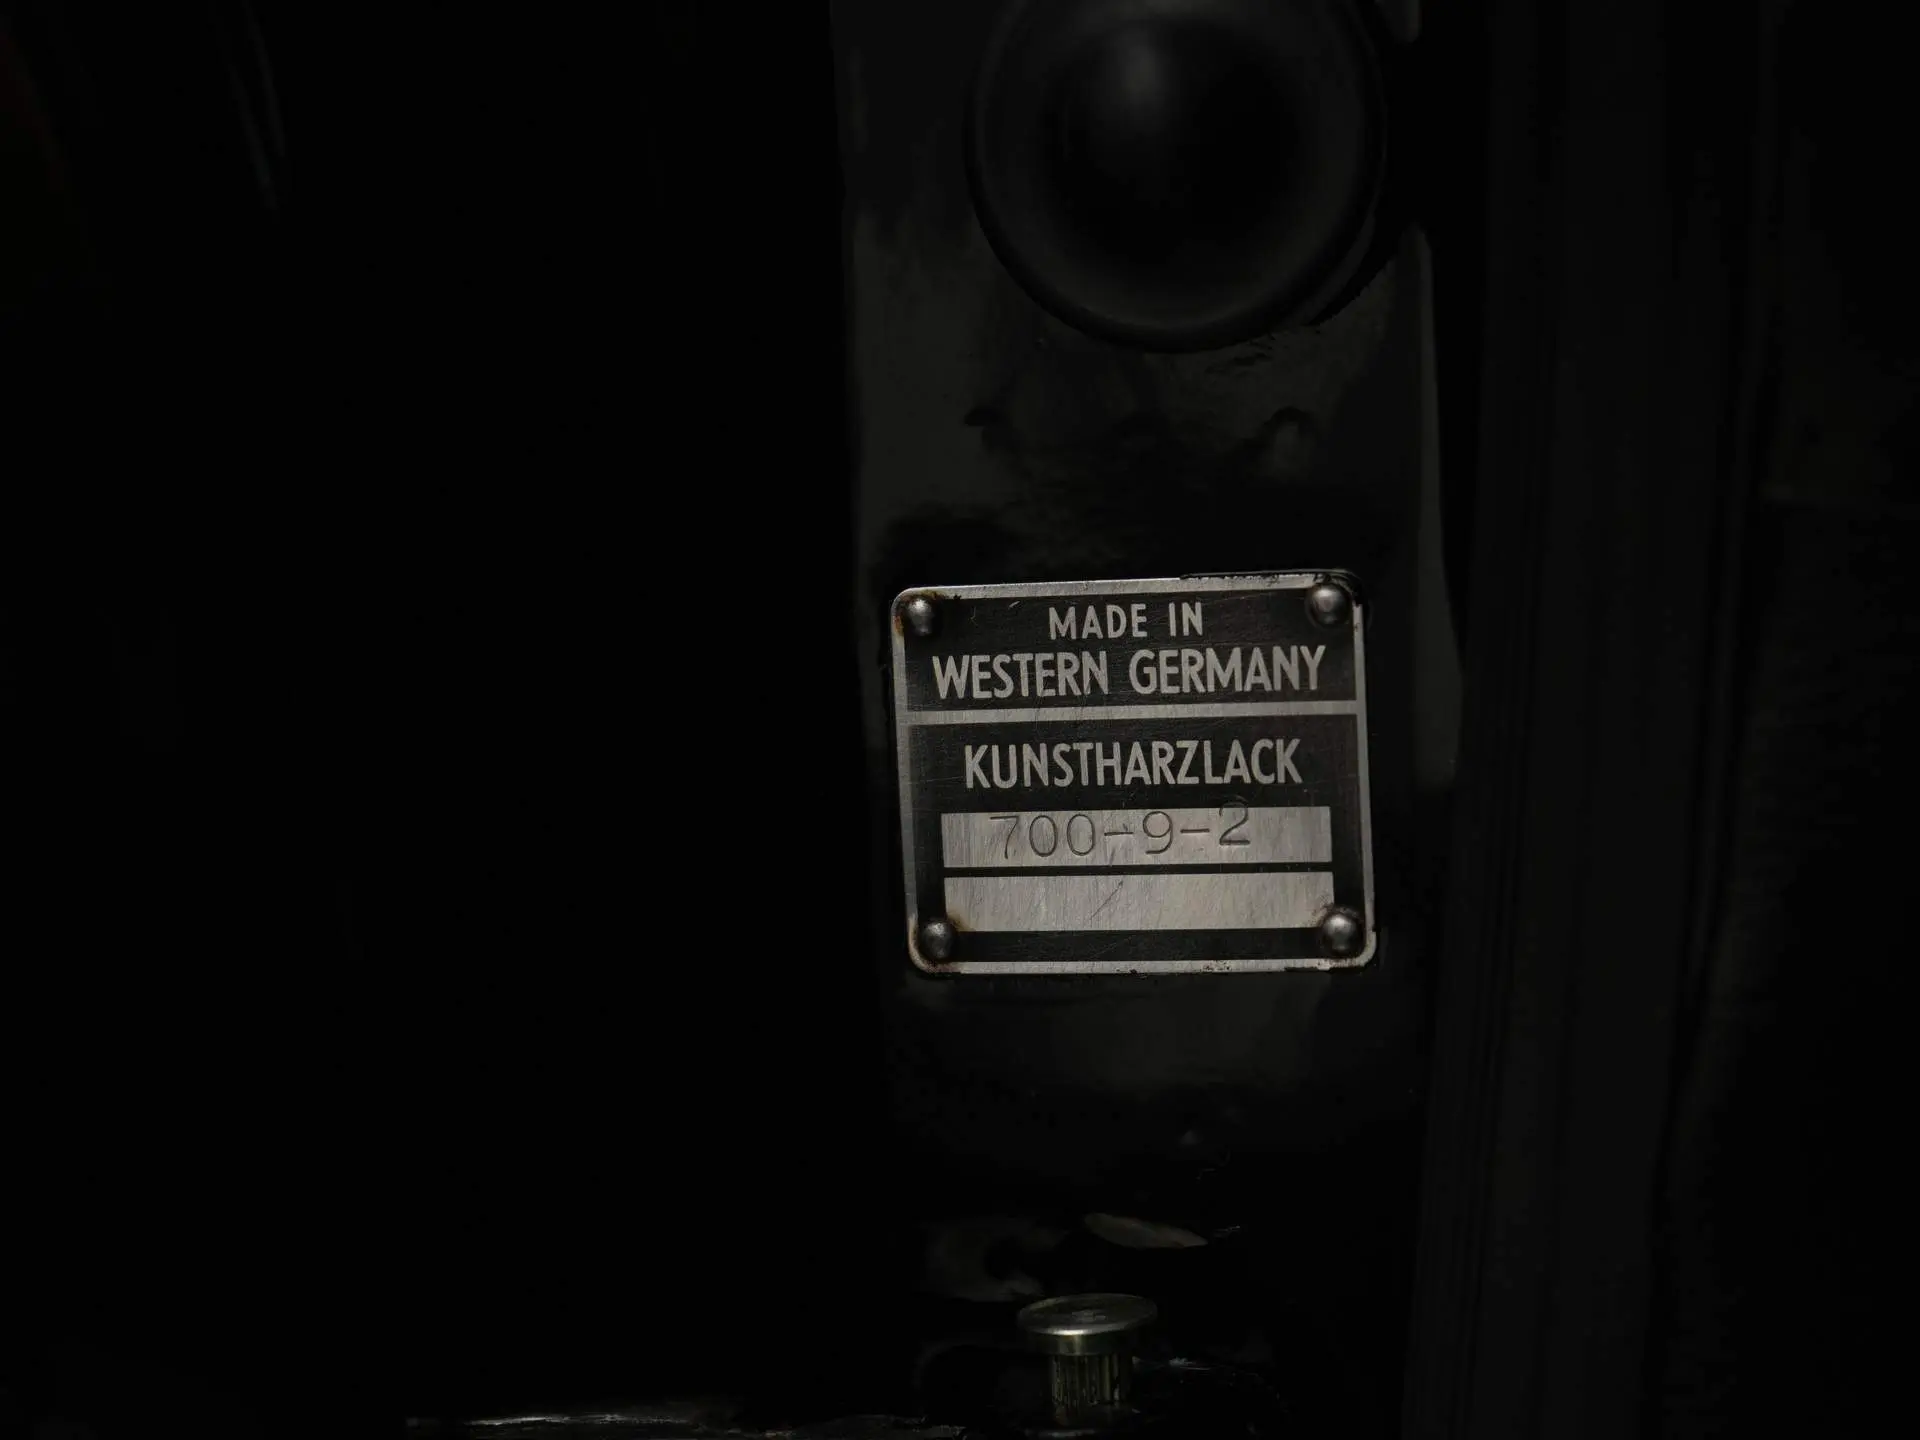 MADE IN
WESTERN GERMANY
KUNSTHARZLACK
700-9-2